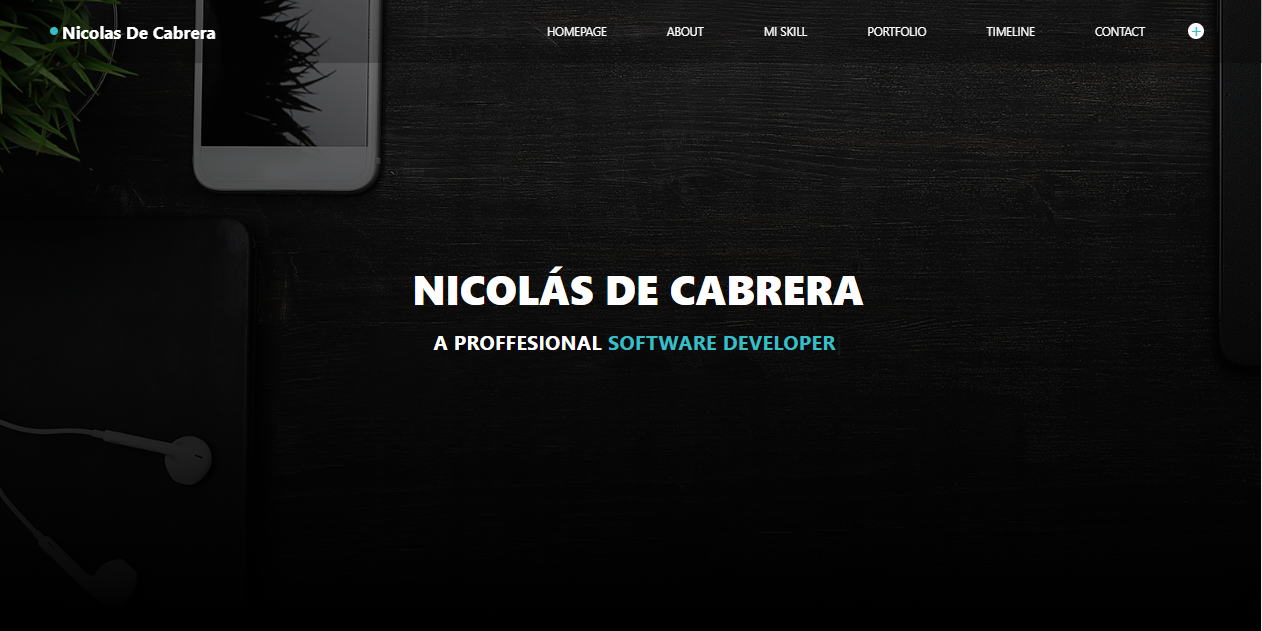 Nicolas De Cabrera
HOMEPAGE ABOUT MI SKILL PORTFOLIO TIMELINE CONTACT
NICOLÁS DE CABRERA
A PROFFESIONAL SOFTWARE DEVELOPER